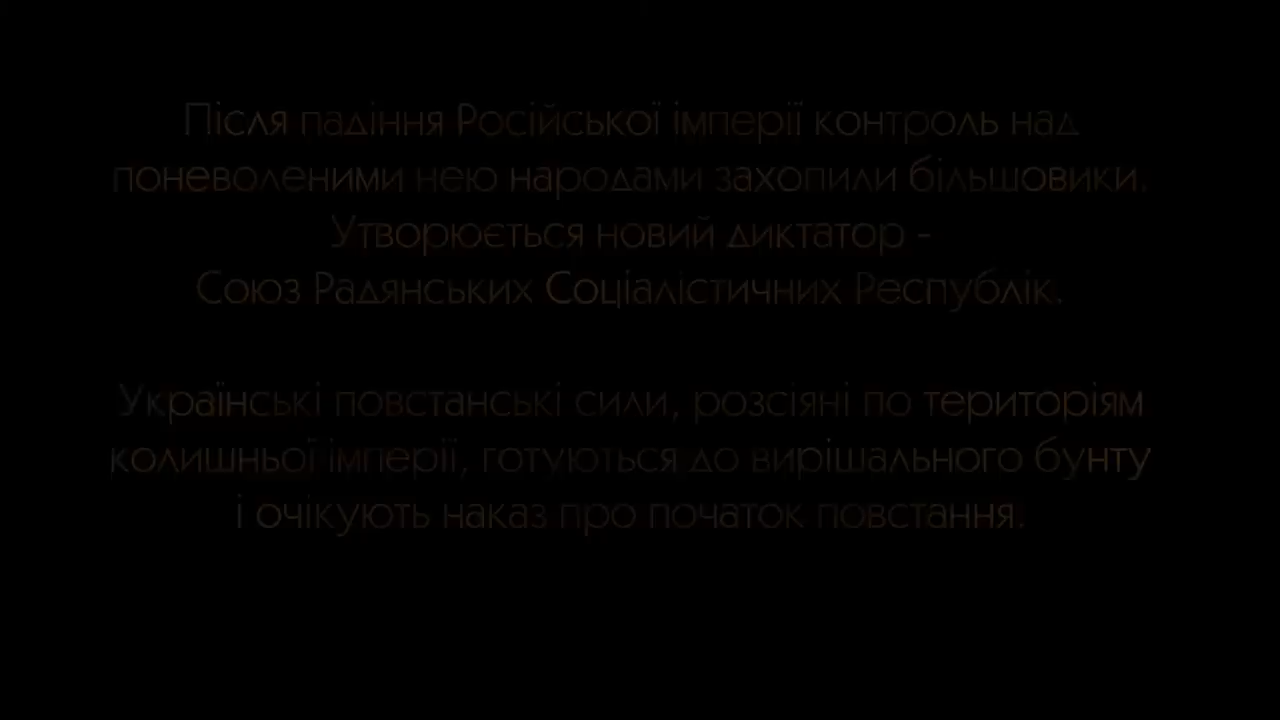 Після падіння Російської імперії контроль над
поневоленими нею народами захопили більшовики.
Утворюється новий диктатор -
Союз Радянських Соціалістичних Республік.
Українські повстанські сили, розсіяні по територіям
колишньої імперії, готуються до вирішального бунту
і очікують наказ про початок повстання.